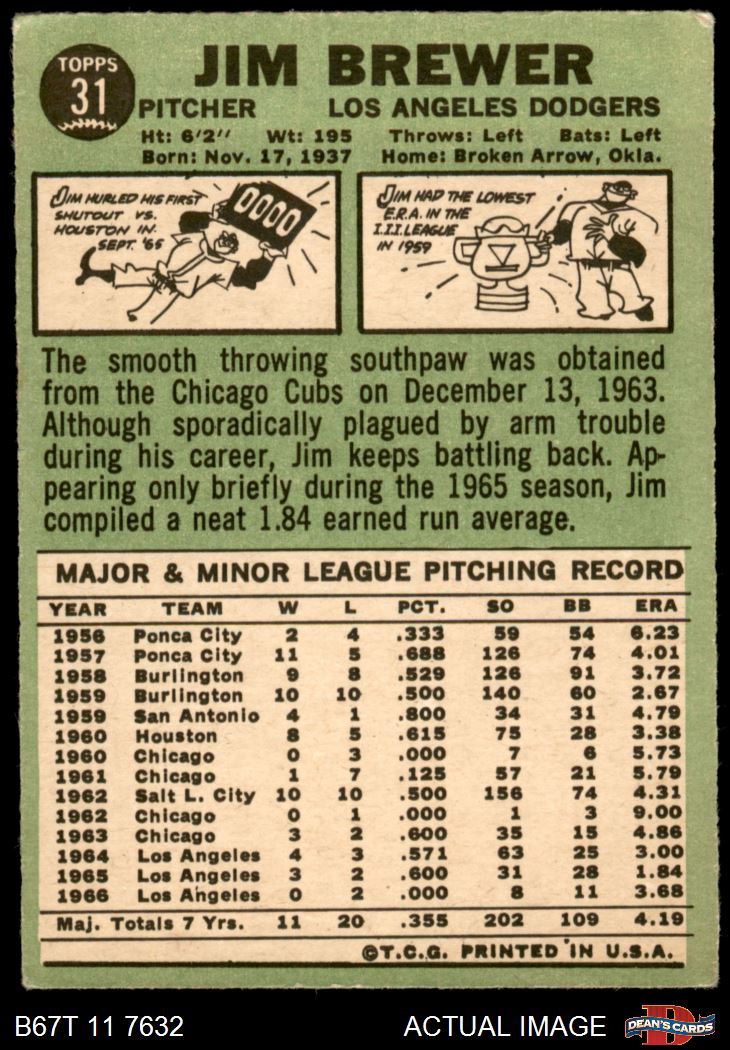 TOPPS
31
JIM BREWER
PITCHER LOS ANGELES DODGERS
Ht: 6'2" Wt: 195 Throws: Left Bats: Left
Born: Nov. 17, 1937 Home: Broken Arrow, Okla.
JIM HURLED HIS FIRST
SHUTOUT VS.
HOUSTON IN
SEPT. '65
0000
JIM HAD THE LOWEST
E.R.A. IN THE
I.I.I. LEAGUE
IN 1959
The smooth throwing southpaw was obtained
from the Chicago Cubs on December 13, 1963.
Although sporadically plagued by arm trouble
during his career, Jim keeps battling back. Ap-
pearing only briefly during the 1965 season, Jim
compiled a neat 1.84 earned run average.
MAJOR & MINOR LEAGUE PITCHING RECORD
YEAR TEAM W L PCT. SO BB ERA
1956 Ponca City 2 4 .333 59 54 6.23
1957 Ponca City 11 5 .688 126 74 4.01
1958 Burlington 9 8 .529 126 91 3.72
1959 Burlington 10 10 .500 140 60 2.67
1959 San Antonio 4 1 .800 34 31 4.79
1960 Houston 8 5 .615 75 28 3.38
1960 Chicago 0 3 .000 7 6 5.73
1961 Chicago 1 7 .125 57 21 5.79
1962 Salt L. City 10 10 .500 156 74 4.31
1962 Chicago 0 1 .000 1 3 9.00
1963 Chicago 3 2 .600 35 15 4.86
1964 Los Angeles 4 3 .571 63 25 3.00
1965 Los Angeles 3 2 .600 31 28 1.84
1966 Los Angeles 0 2 .000 8 11 3.68
Maj. Totals 7 Yrs. 11 20 .355 202 109 4.19
©T.C.G. PRINTED IN U.S.A.
B67T 11 7632 ACTUAL IMAGE
D
DEAN'S CARDS